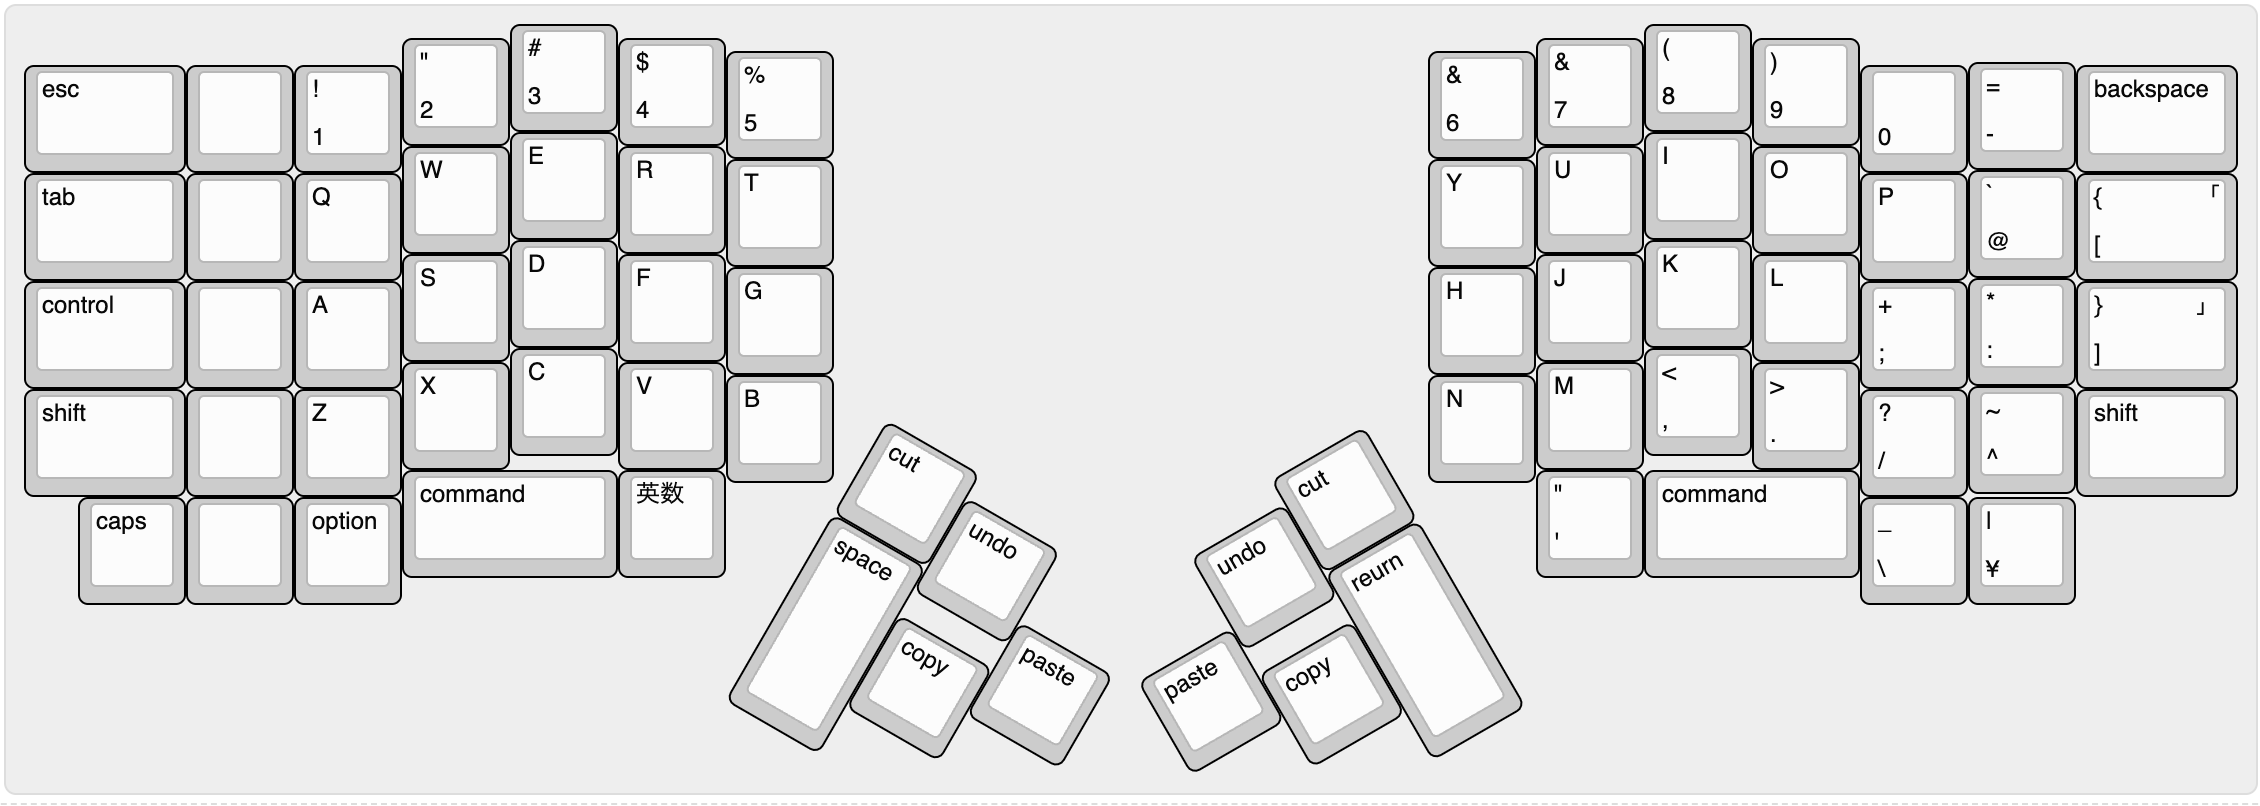 esc
!
1
"
2
#
3
$
4
%
5
&
6
&
7
(
8
)
9
0
=
-
backspace
tab
Q
W
E
R
T
Y
U
I
O
P
`
@
{ 「
[
control
A
S
D
F
G
H
J
K
L
+
;
*
:
} 」
]
shift
Z
X
C
V
B
N
M
<
,
>
.
?
/
~
^
shift
caps
option
command
英数
"
'
command
_
\
|
¥
cut
undo
space
copy
paste
cut
undo
reurn
paste
copy